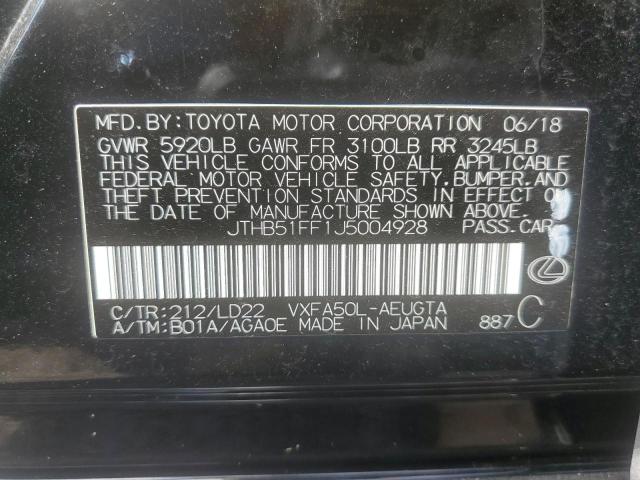 MFD.BY:TOYOTA MOTOR CORPORATION 06/18
GVWR 5920LB GAWR FR 3100LB RR 3245LB
THIS VEHICLE CONFORMS TO ALL APPLICABLE
FEDERAL MOTOR VEHICLE SAFETY,BUMPER,AND
THEFT PREVENTION STANDARDS IN EFFECT ON
THE DATE OF MANUFACTURE SHOWN ABOVE.
JTHB51FF1J5004928 PASS.CAR
C/TR:212/LD22 VXFA50L-AEUGTA
A/TM:B01A/AGA0E MADE IN JAPAN 887C